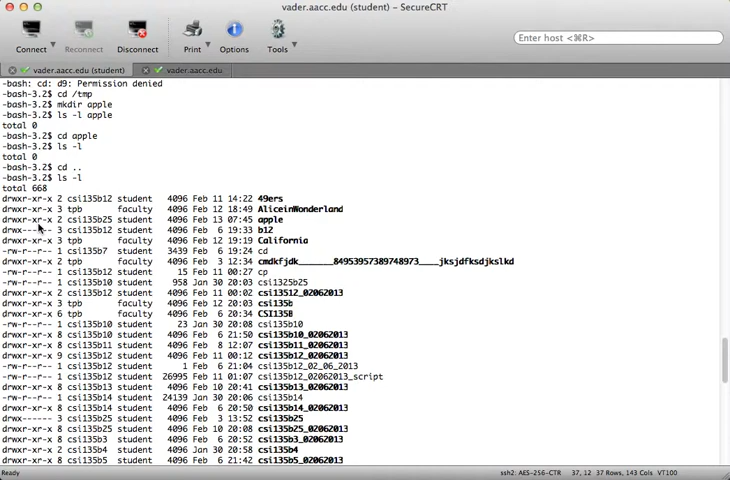 vader.aacc.edu (student) – SecureCRT
Connect Reconnect Disconnect Print Options Tools Enter host <⌘R>
vader.aacc.edu (student) vader.aacc.edu
-bash: cd: d9: Permission denied
-bash-3.2$ cd /tmp
-bash-3.2$ mkdir apple
-bash-3.2$ ls -l apple
total 0
-bash-3.2$ cd apple
-bash-3.2$ ls -l
total 0
-bash-3.2$ cd ..
-bash-3.2$ ls -l
total 668
drwxr-xr-x 2 csi135b12 student 4096 Feb 11 14:22 49ers
drwxr-xr-x 3 tpb faculty 4096 Feb 12 18:49 AliceinWonderland
drwxr-xr-x 2 csi135b25 student 4096 Feb 13 07:45 apple
drwx------ 3 csi135b12 student 4096 Feb 6 19:33 b12
drwxr-xr-x 3 tpb faculty 4096 Feb 12 19:19 California
-rw-r--r-- 1 csi135b7 student 3439 Feb 6 19:24 cd
drwxr-xr-x 2 tpb faculty 4096 Feb 3 12:34 cmdkfjdk_______84953957389748973____jksjdfksdjkslkd
-rw-r--r-- 1 csi135b12 student 15 Feb 11 00:27 cp
-rw-r--r-- 1 csi135b10 student 958 Jan 30 20:03 csi1325b25
drwxr-xr-x 2 csi135b12 student 4096 Feb 11 00:02 csi13512_02062013
drwxr-xr-x 3 tpb faculty 4096 Feb 12 20:03 csi135b
drwxr-xr-x 6 tpb faculty 4096 Feb 6 20:34 CSI135B
-rw-r--r-- 1 csi135b10 student 23 Jan 30 20:08 csi135b10
drwxr-xr-x 8 csi135b10 student 4096 Feb 6 21:50 csi135b10_02062013
drwxr-xr-x 8 csi135b11 student 4096 Feb 8 12:07 csi135b11_02062013
drwxr-xr-x 9 csi135b12 student 4096 Feb 11 00:12 csi135b12_02062013
-rw-r--r-- 1 csi135b12 student 1 Feb 6 21:04 csi135b12_02_06_2013
-rw-r--r-- 1 csi135b12 student 26995 Feb 11 01:07 csi135b12_02062013_script
drwxr-xr-x 8 csi135b13 student 4096 Feb 10 20:41 csi135b13_02062013
-rw-r--r-- 1 csi135b14 student 24139 Jan 30 20:06 csi135b14
drwxr-xr-x 8 csi135b14 student 4096 Feb 6 20:50 csi135b14_02062013
drwx------ 3 csi135b25 student 4096 Feb 3 13:52 csi135b25
drwxr-xr-x 8 csi135b25 student 4096 Feb 10 20:08 csi135b25_02062013
drwxr-xr-x 8 csi135b3 student 4096 Feb 6 20:52 csi135b3_02062013
drwxr-xr-x 2 csi135b4 student 4096 Jan 30 20:58 csi135b4
drwxr-xr-x 8 csi135b5 student 4096 Feb 6 21:42 csi135b5_02062013
Ready ssh2: AES-256-CTR 37, 12 37 Rows, 143 Cols VT100